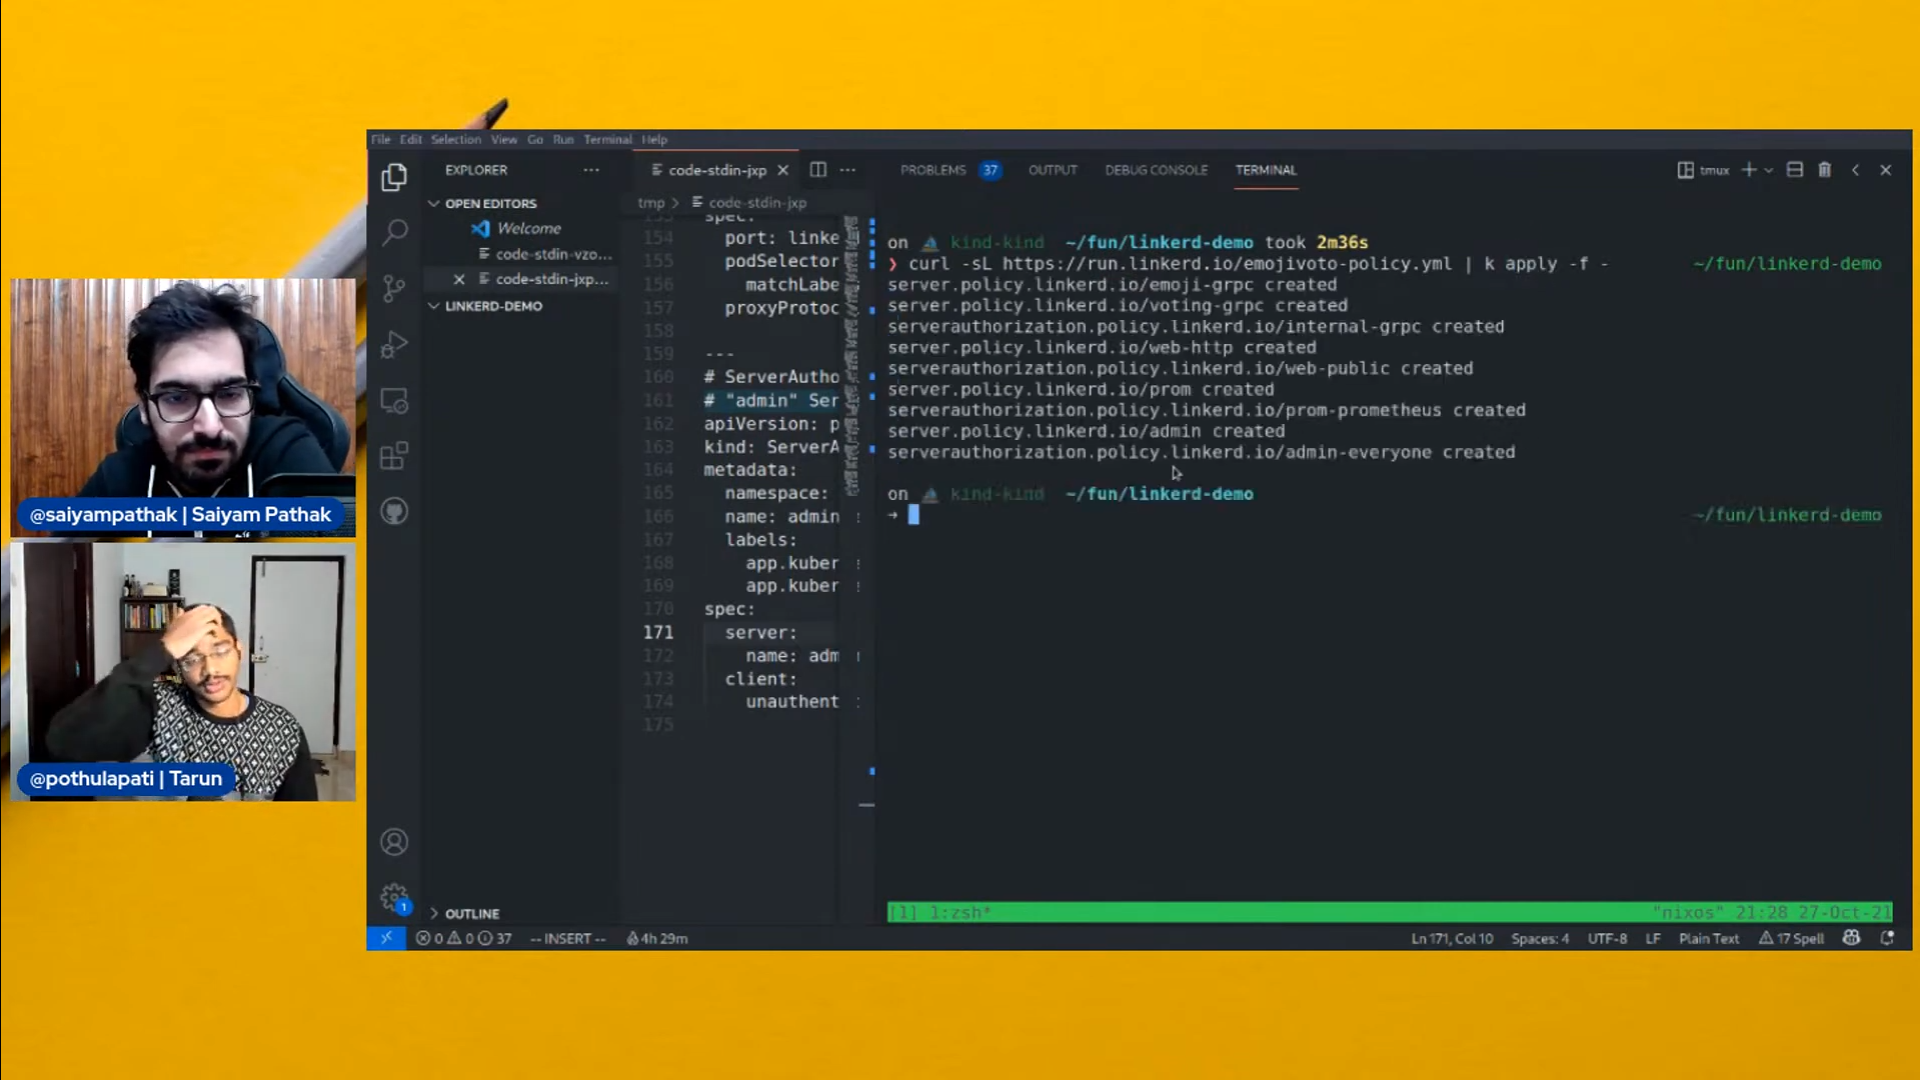 File Edit Selection View Go Run Terminal Help
EXPLORER ···
OPEN EDITORS
Welcome
code-stdin-vzo...
code-stdin-jxp...
LINKERD-DEMO
OUTLINE
code-stdin-jxp
tmp > code-stdin-jxp
spec:
154 port: linke
155 podSelector
156 matchLabe
157 proxyProtoc
158
159 ---
160 # ServerAutho
161 # "admin" Ser
162 apiVersion: p
163 kind: ServerA
164 metadata:
165 namespace:
166 name: admin
167 labels:
168 app.kuber
169 app.kuber
170 spec:
171 server:
172 name: adm
173 client:
174 unauthent
175
PROBLEMS 37 OUTPUT DEBUG CONSOLE TERMINAL tmux
on kind-kind ~/fun/linkerd-demo took 2m36s
❯ curl -sL https://run.linkerd.io/emojivoto-policy.yml | k apply -f - ~/fun/linkerd-demo
server.policy.linkerd.io/emoji-grpc created
server.policy.linkerd.io/voting-grpc created
serverauthorization.policy.linkerd.io/internal-grpc created
server.policy.linkerd.io/web-http created
serverauthorization.policy.linkerd.io/web-public created
server.policy.linkerd.io/prom created
serverauthorization.policy.linkerd.io/prom-prometheus created
server.policy.linkerd.io/admin created
serverauthorization.policy.linkerd.io/admin-everyone created
on kind-kind ~/fun/linkerd-demo
→ ~/fun/linkerd-demo
[1] 1:zsh* "nixos" 21:28 27-Oct-21
1
0 0 37 -- INSERT -- 4h 29m Ln 171, Col 10 Spaces: 4 UTF-8 LF Plain Text 17 Spell
@saiyampathak | Saiyam Pathak
@pothulapati | Tarun